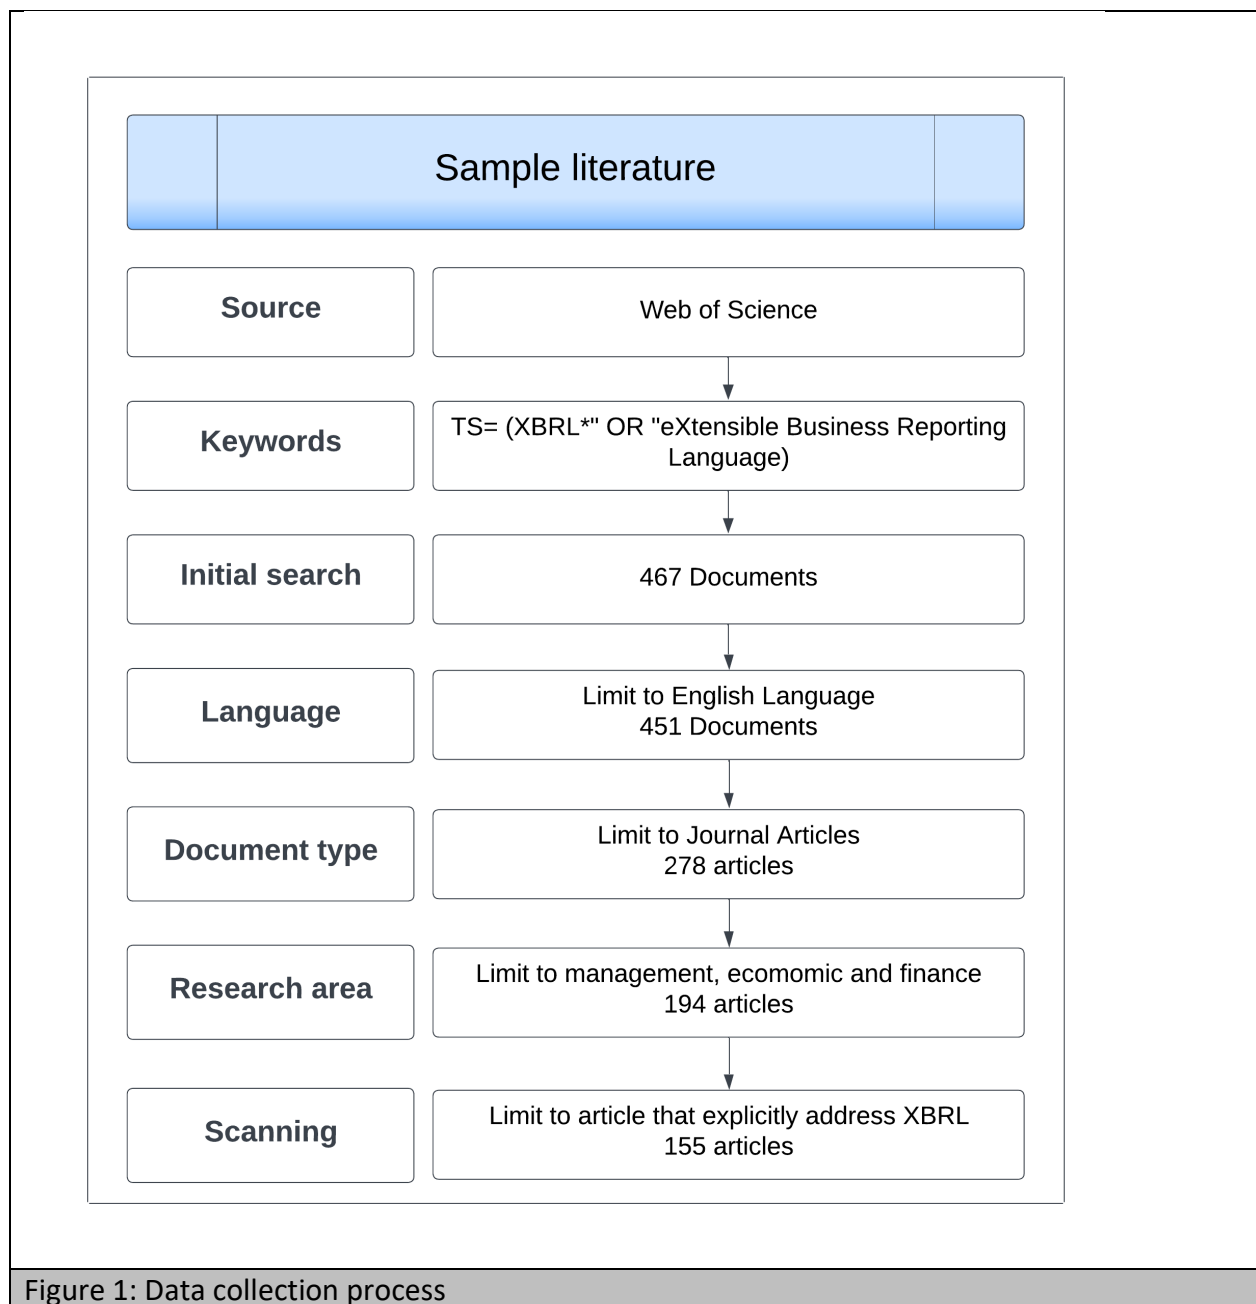 Sample literature
Source
Web of Science
Keywords
TS= (XBRL*" OR "eXtensible Business Reporting
Language)
Initial search
467 Documents
Language
Limit to English Language
451 Documents
Document type
Limit to Journal Articles
278 articles
Research area
Limit to management, ecomomic and finance
194 articles
Scanning
Limit to article that explicitly address XBRL
155 articles
Figure 1: Data collection process